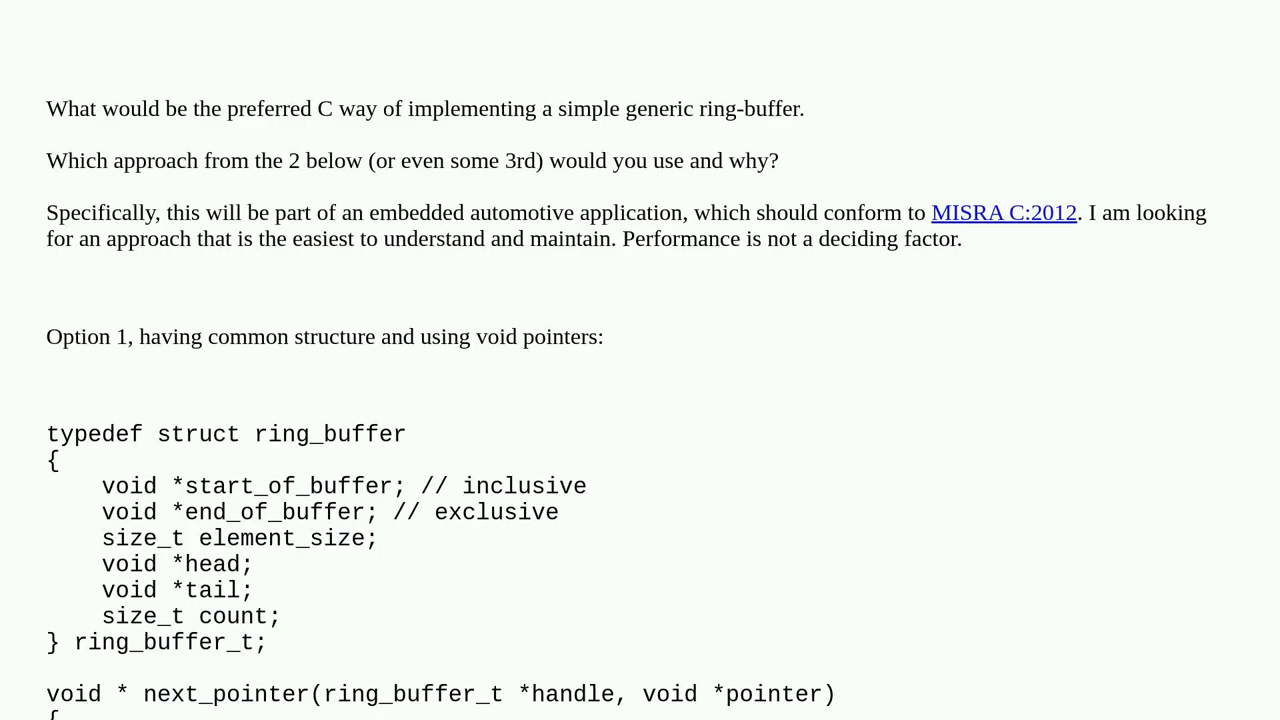 What would be the preferred C way of implementing a simple generic ring-buffer.
Which approach from the 2 below (or even some 3rd) would you use and why?
Specifically, this will be part of an embedded automotive application, which should conform to MISRA C:2012. I am looking
for an approach that is the easiest to understand and maintain. Performance is not a deciding factor.
Option 1, having common structure and using void pointers:
typedef struct ring_buffer
{
    void *start_of_buffer; // inclusive
    void *end_of_buffer; // exclusive
    size_t element_size;
    void *head;
    void *tail;
    size_t count;
} ring_buffer_t;
void * next_pointer(ring_buffer_t *handle, void *pointer)
{